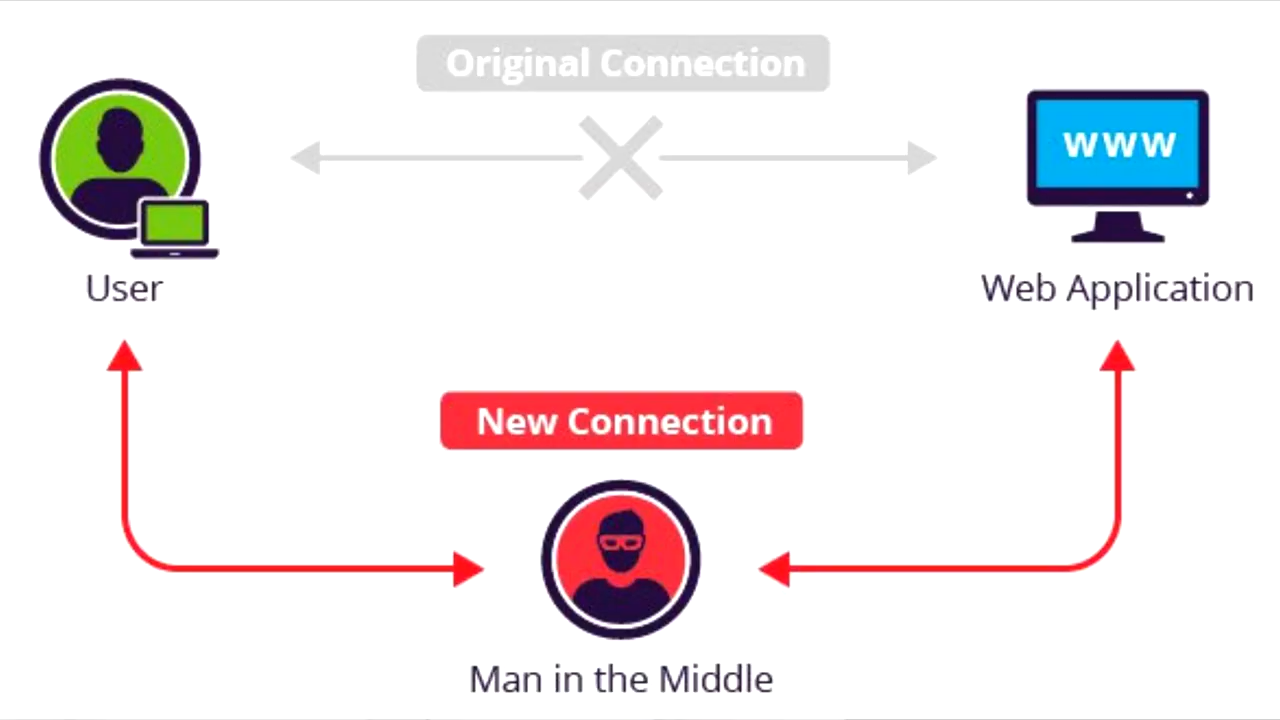 Original Connection
www
User
Web Application
New Connection
Man in the Middle